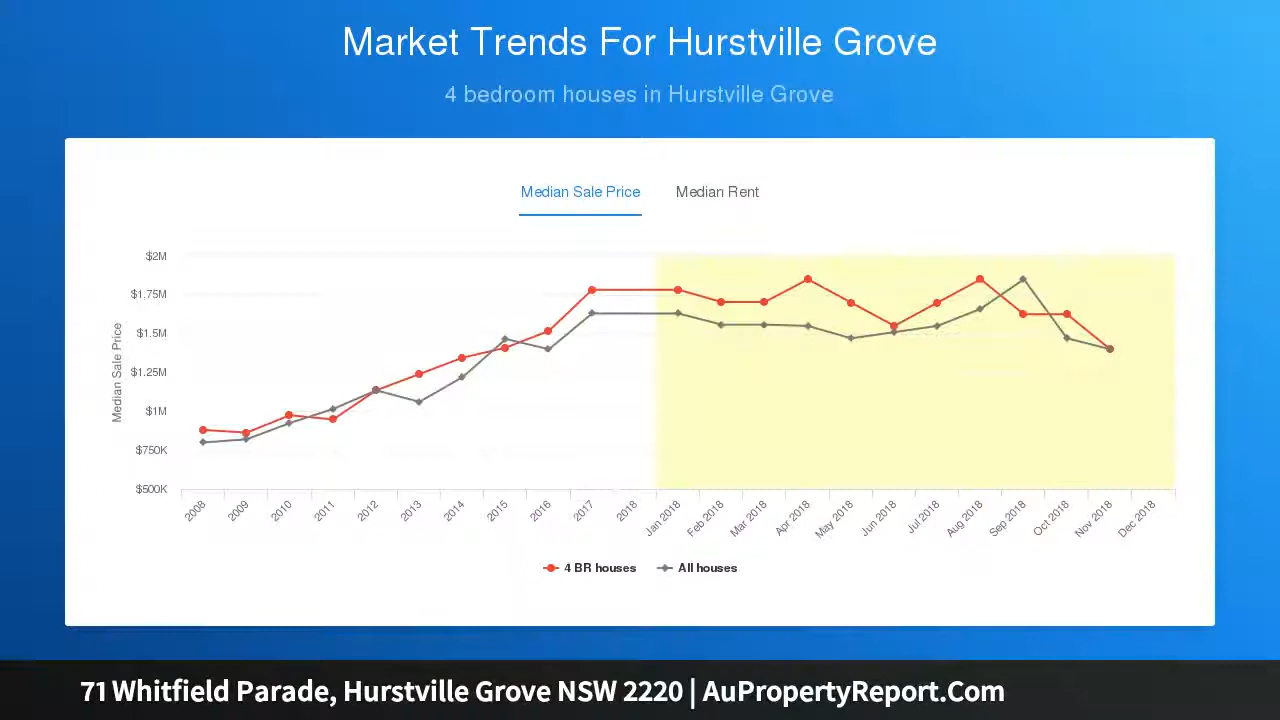 Market Trends For Hurstville Grove
4 bedroom houses in Hurstville Grove
Median Sale Price Median Rent
$2M
$1.75M
$1.5M
$1.25M
$1M
$750K
$500K
Median Sale Price
2008 2009 2010 2011 2012 2013 2014 2015 2016 2017 2018 Jan 2018 Feb 2018 Mar 2018 Apr 2018 May 2018 Jun 2018 Jul 2018 Aug 2018 Sep 2018 Oct 2018 Nov 2018 Dec 2018
4 BR houses All houses
71 Whitfield Parade, Hurstville Grove NSW 2220 | AuPropertyReport.Com